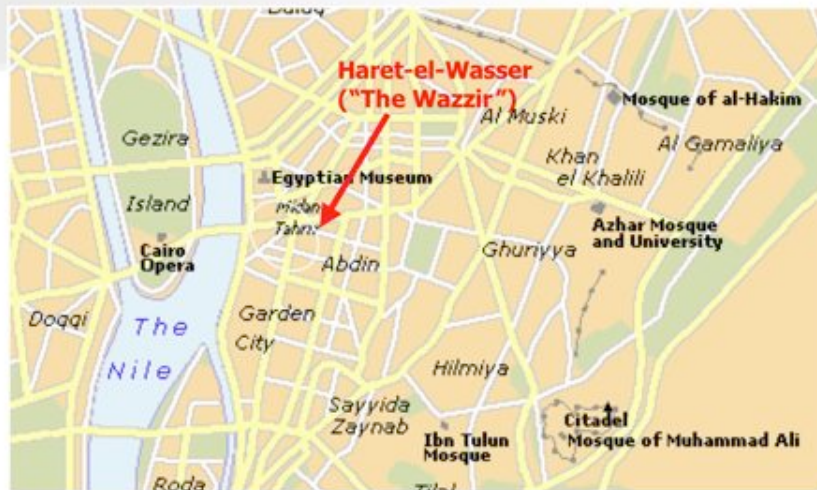 Haret-el-Wasser
("The Wazzir")
Mosque of al-Hakim
Al Muski
Al Gamaliya
Gezira
Khan
el Khalili
Egyptian Museum
Island
Midan
Tahrir
Azhar Mosque
and University
Cairo
Opera
Ghuriyya
Abdin
Garden
City
Doqqi
The
Nile
Hilmiya
Sayyida
Zaynab
Ibn Tulun
Mosque
Citadel
Mosque of Muhammad Ali
Roda